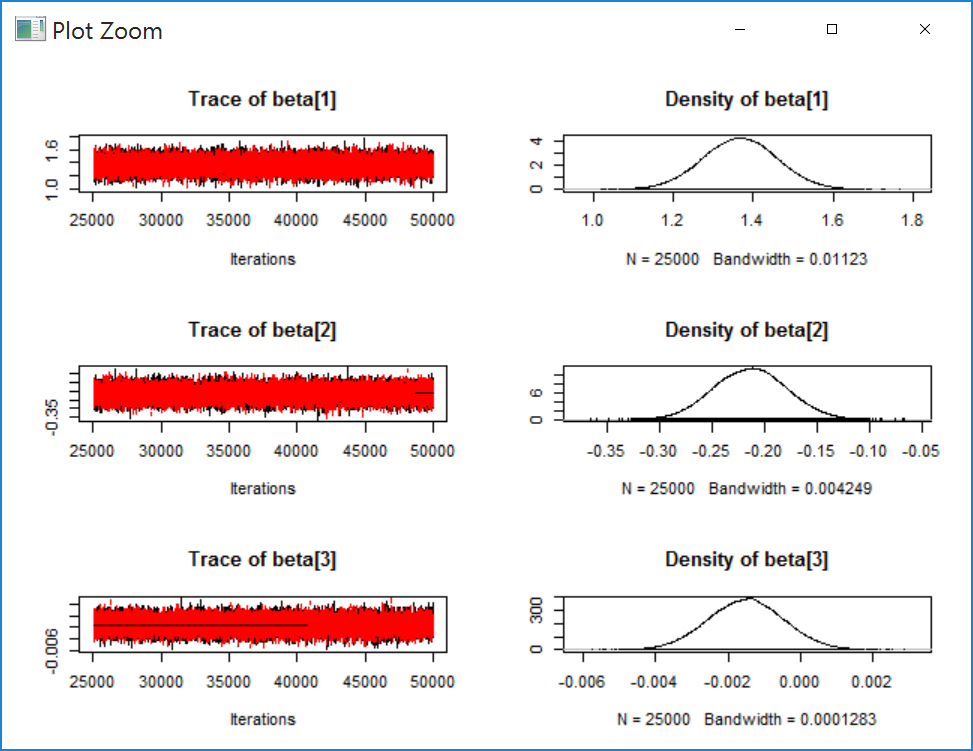 Plot Zoom
Trace of beta[1]
1.0 1.6
25000 30000 35000 40000 45000 50000
Iterations
Density of beta[1]
0 2 4
1.0 1.2 1.4 1.6 1.8
N = 25000 Bandwidth = 0.01123
Trace of beta[2]
-0.35
25000 30000 35000 40000 45000 50000
Iterations
Density of beta[2]
0 6
-0.35 -0.30 -0.25 -0.20 -0.15 -0.10 -0.05
N = 25000 Bandwidth = 0.004249
Trace of beta[3]
-0.006
25000 30000 35000 40000 45000 50000
Iterations
Density of beta[3]
0 300
-0.006 -0.004 -0.002 0.000 0.002
N = 25000 Bandwidth = 0.0001283